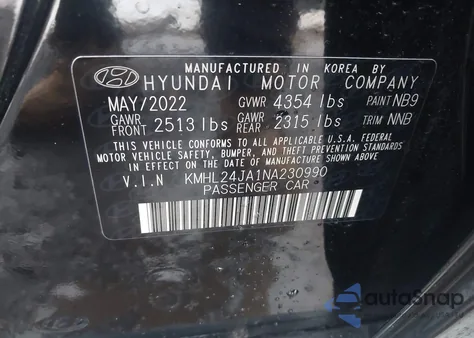 MANUFACTURED IN KOREA BY
HYUNDAI MOTOR COMPANY
MAY/2022 GVWR 4354 lbs PAINT NB9
GAWR FRONT 2513 lbs GAWR REAR 2315 lbs TRIM NNB
THIS VEHICLE CONFORMS TO ALL APPLICABLE U.S.A. FEDERAL
MOTOR VEHICLE SAFETY, BUMPER, AND THEFT PREVENTION STANDARDS
IN EFFECT ON THE DATE OF MANUFACTURE SHOWN ABOVE.
V.I.N KMHL24JA1NA230990
PASSENGER CAR
autoSnap